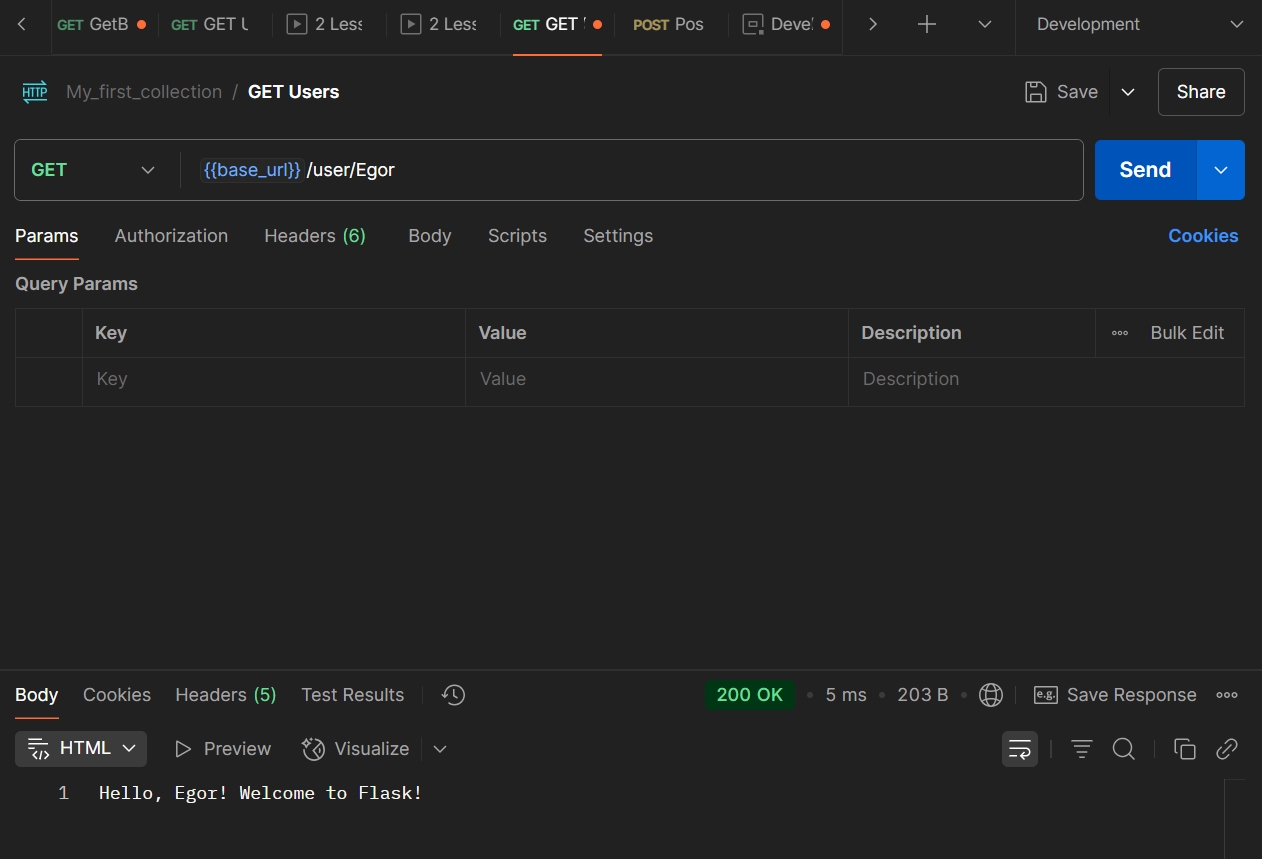 GET GetB GET GET U 2 Less 2 Less GET GET POST Pos Devel Development
HTTP My_first_collection / GET Users Save Share
GET {{base_url}} /user/Egor Send
Params Authorization Headers (6) Body Scripts Settings Cookies
Query Params
Key Value Description Bulk Edit
Key Value Description
Body Cookies Headers (5) Test Results 200 OK • 5 ms • 203 B • e.g. Save Response
HTML Preview Visualize
1 Hello, Egor! Welcome to Flask!